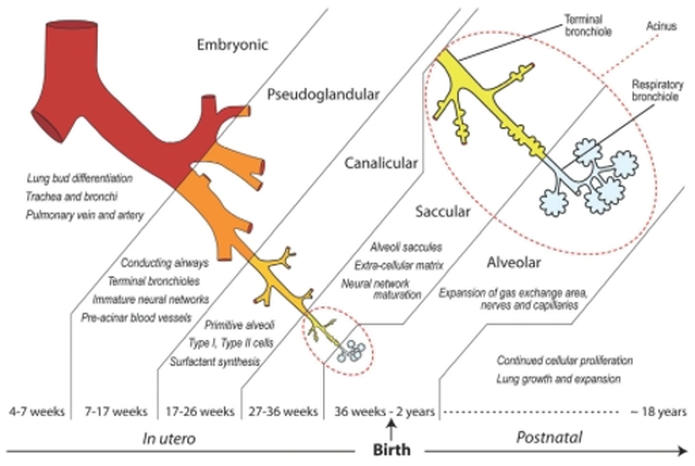 Terminal
bronchiole
Acinus
Embryonic
Respiratory
bronchiole
Pseudoglandular
Canalicular
Lung bud differentiation
Trachea and bronchi
Pulmonary vein and artery
Saccular
Alveoli saccules
Extra-cellular matrix
Neural network
maturation
Alveolar
Conducting airways
Terminal bronchioles
Immature neural networks
Pre-acinar blood vessels
Expansion of gas exchange area,
nerves and capillaries
Primitive alveoli
Type I, Type II cells
Surfactant synthesis
Continued cellular proliferation
Lung growth and expansion
4-7 weeks
7-17 weeks
17-26 weeks
27-36 weeks
36 weeks - 2 years
~ 18 years
In utero
Birth
Postnatal